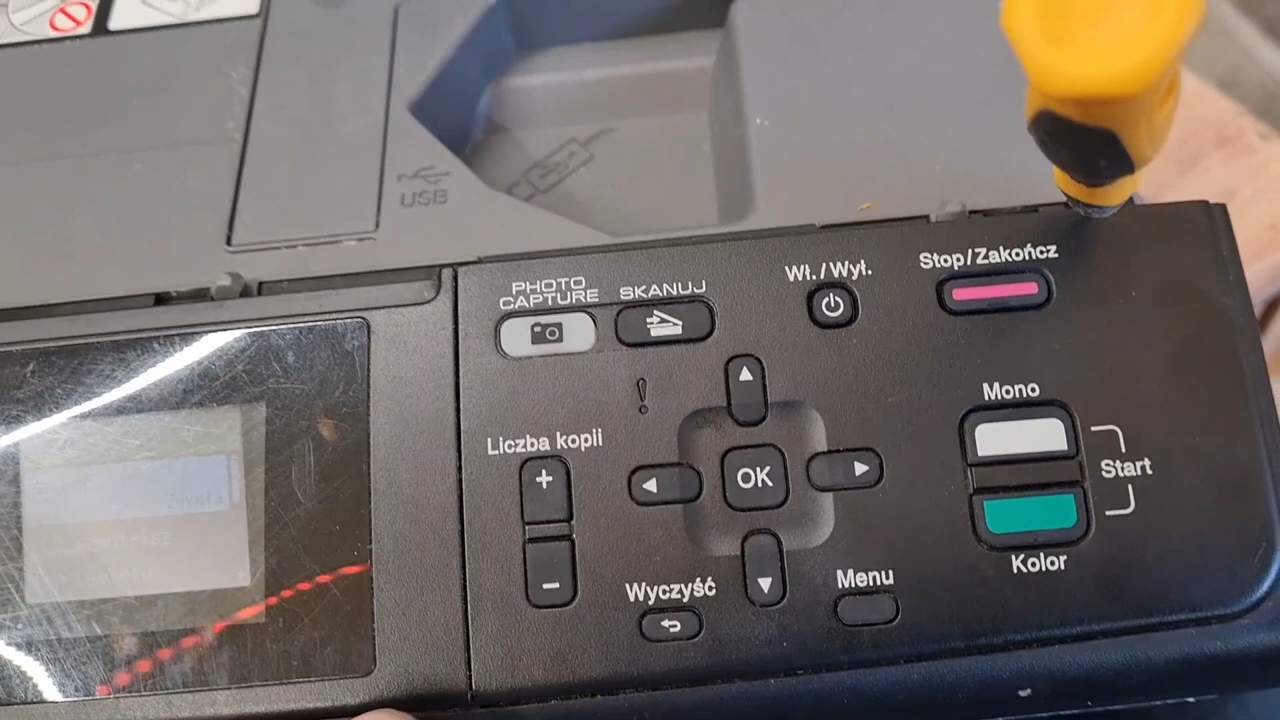 USB
PHOTO
CAPTURE
SKANUJ
Wł./Wył.
Stop/Zakończ
Mono
Liczba kopii
+
OK
Start
−
Kolor
Wyczyść
Menu